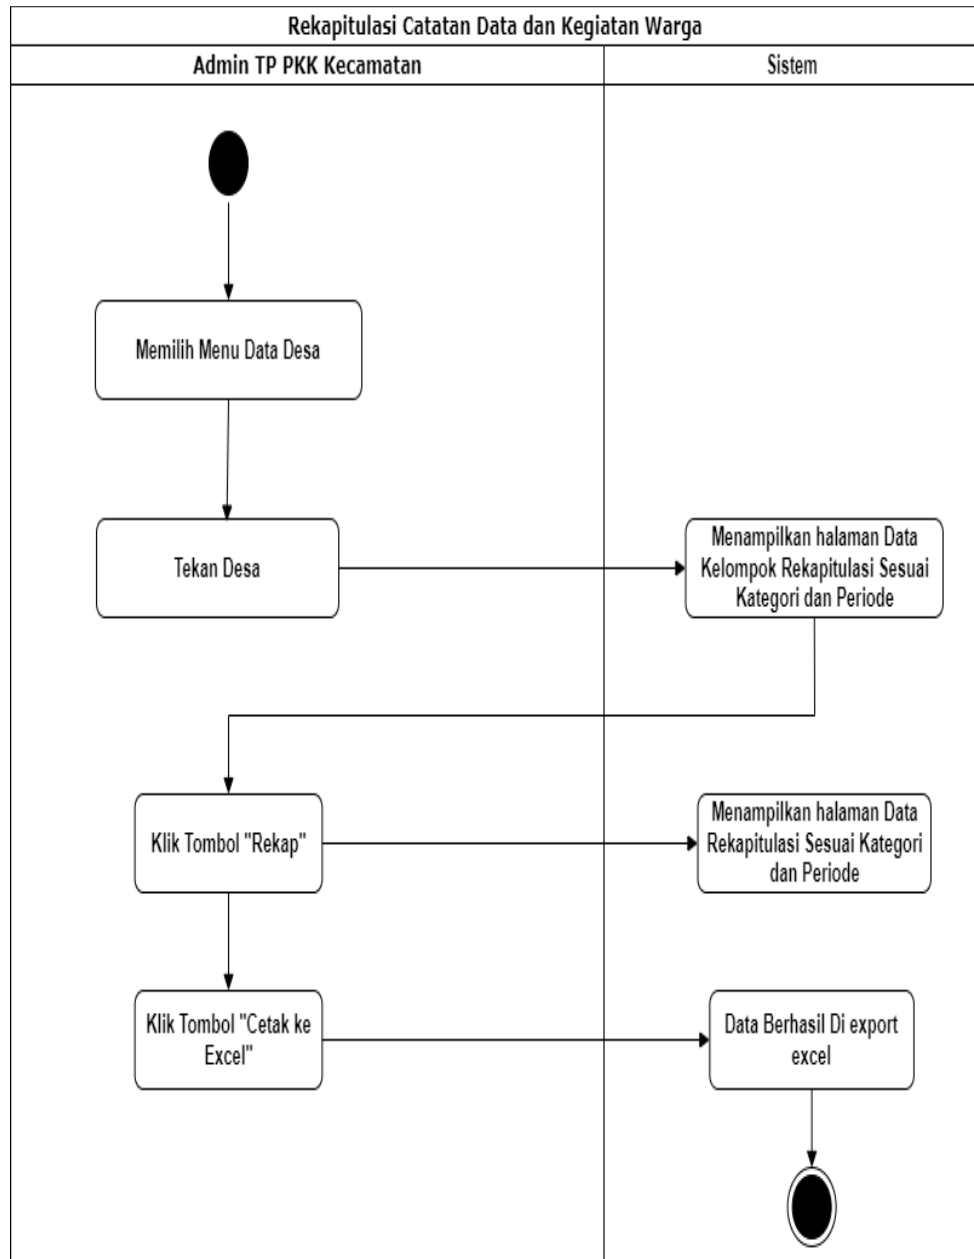 Rekapitulasi Catatan Data dan Kegiatan Warga
Admin TP PKK Kecamatan
Sistem
Memilih Menu Data Desa
Tekan Desa
Menampilkan halaman Data
Kelompok Rekapitulasi Sesuai
Kategori dan Periode
Klik Tombol "Rekap"
Menampilkan halaman Data
Rekapitulasi Sesuai Kategori
dan Periode
Klik Tombol "Cetak ke
Excel"
Data Berhasil Di export
excel